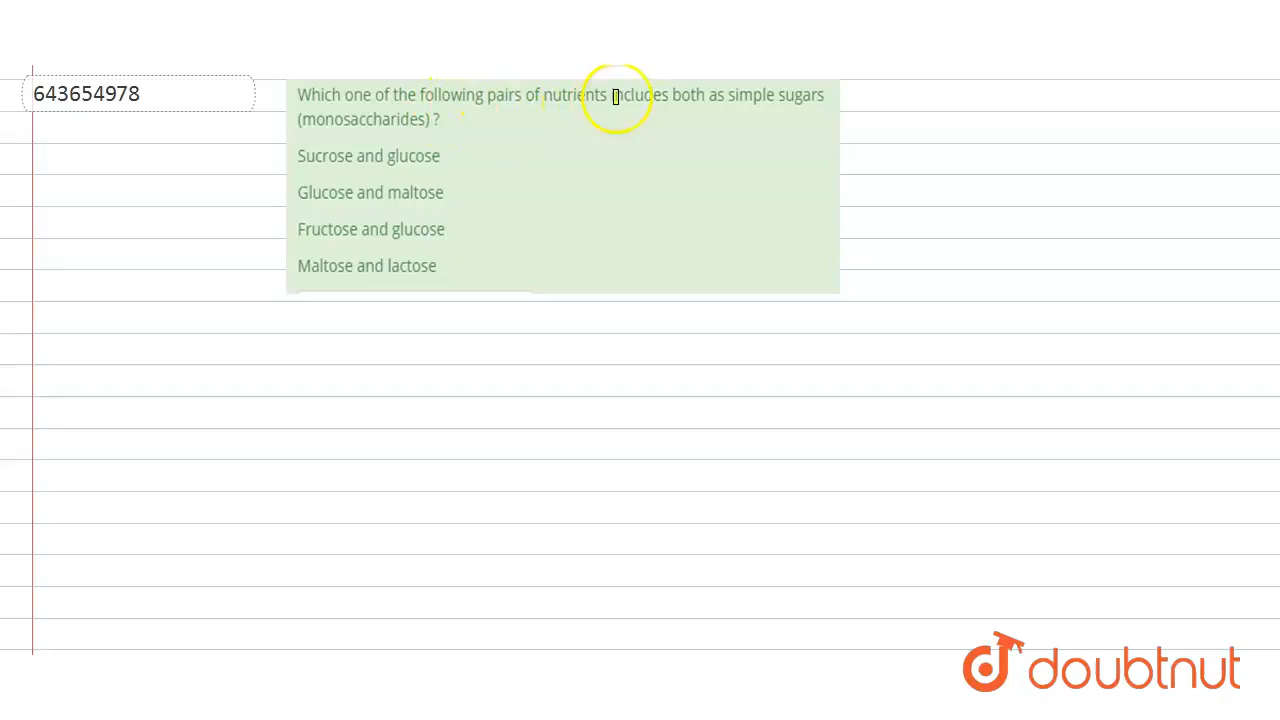 643654978
Which one of the following pairs of nutrients includes both as simple sugars
(monosaccharides) ?
Sucrose and glucose
Glucose and maltose
Fructose and glucose
Maltose and lactose
doubtnut